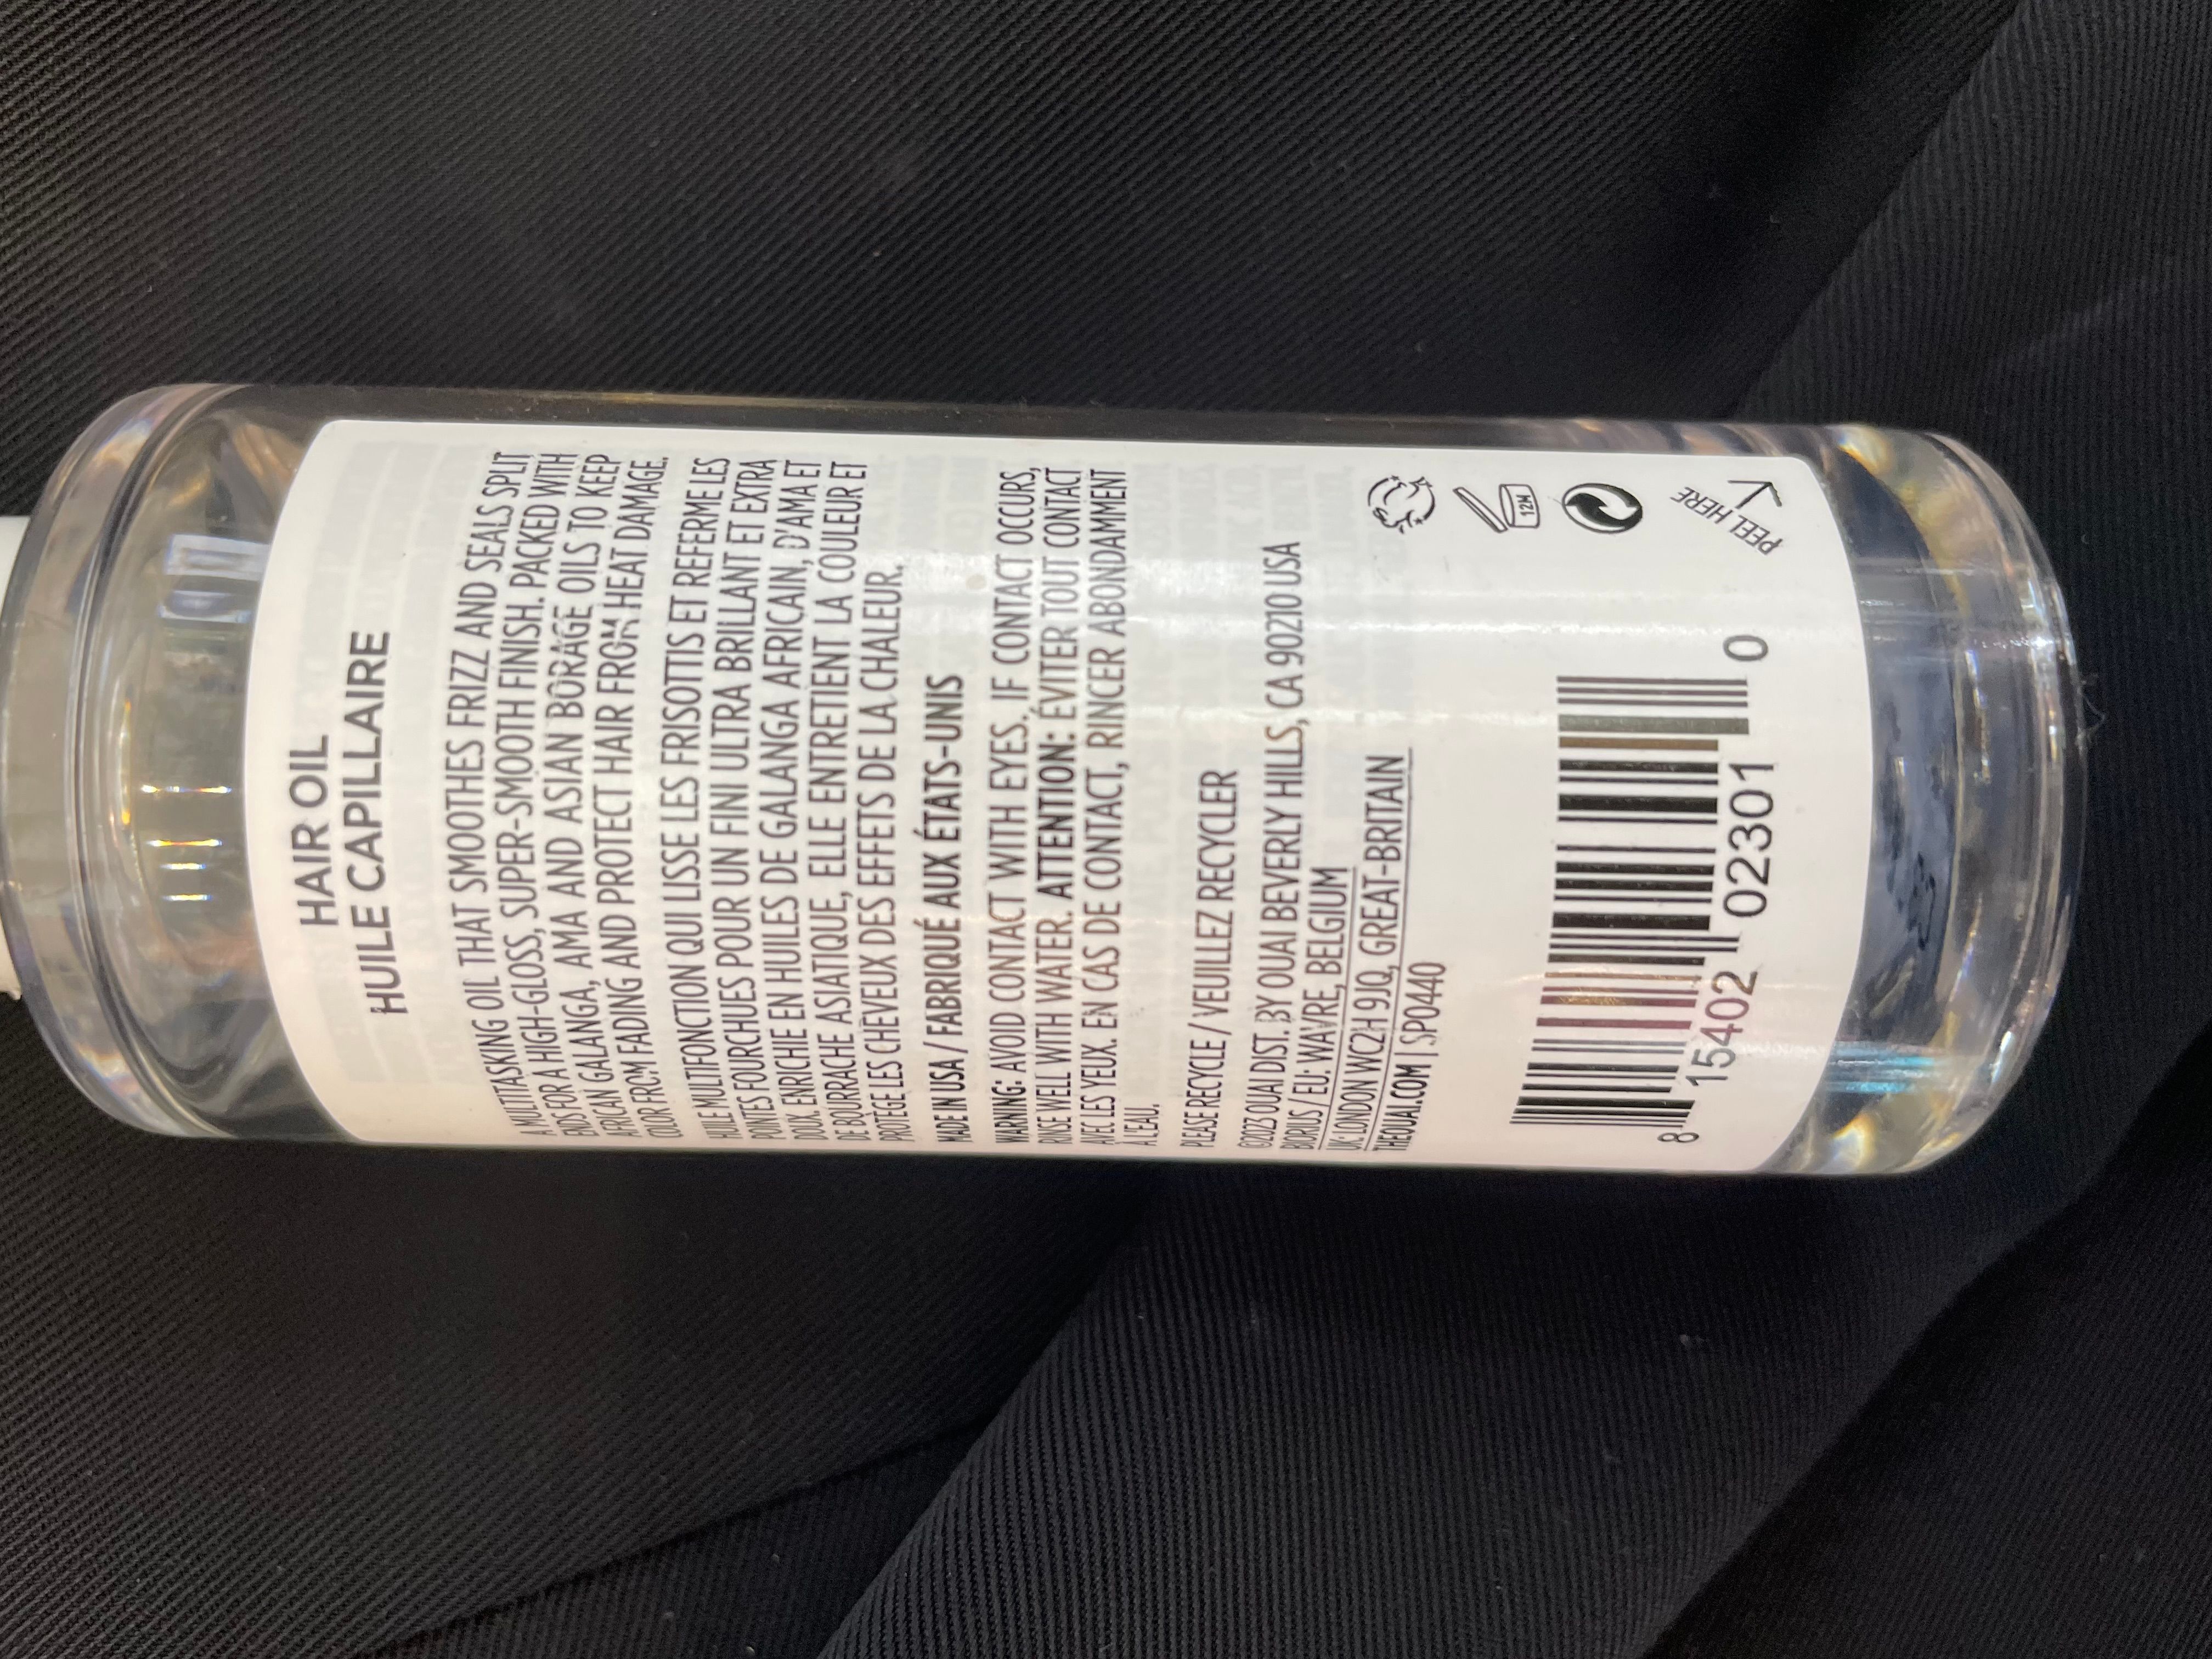 HAIR OIL
HUILE CAPILLAIRE
A MULTITASKING OIL THAT SMOOTHES FRIZZ AND SEALS SPLIT
ENDS FOR A HIGH-GLOSS, SUPER-SMOOTH FINISH. PACKED WITH
AFRICAN GALANGA, AMA AND ASIAN BORAGE OILS TO KEEP
COLOR FROM FADING AND PROTECT HAIR FROM HEAT DAMAGE.
HUILE MULTIFONCTION QUI LISSE LES FRISOTTIS ET REFERME LES
POINTES FOURCHUES POUR UN FINI ULTRA BRILLANT ET EXTRA
DOUX. ENRICHIE EN HUILES DE GALANGA AFRICAIN, D'AMA ET
DE BOURRACHE ASIATIQUE, ELLE ENTRETIENT LA COULEUR ET
PROTÈGE LES CHEVEUX DES EFFETS DE LA CHALEUR.
MADE IN USA / FABRIQUÉ AUX ÉTATS-UNIS
WARNING: AVOID CONTACT WITH EYES. IF CONTACT OCCURS,
RINSE WELL WITH WATER. ATTENTION: ÉVITER TOUT CONTACT
AVEC LES YEUX. EN CAS DE CONTACT, RINCER ABONDAMMENT
À L'EAU.
PLEASE RECYCLE / VEUILLEZ RECYCLER
©2023 OUAI DIST. BY OUAI BEVERLY HILLS, CA 90210 USA
BIORIUS / EU: WAVRE, BELGIUM
UK: LONDON WC2H 9JQ, GREAT-BRITAIN
THEOUAI.COM | SP0440
12M
PEEL HERE
8 15402 02301 0